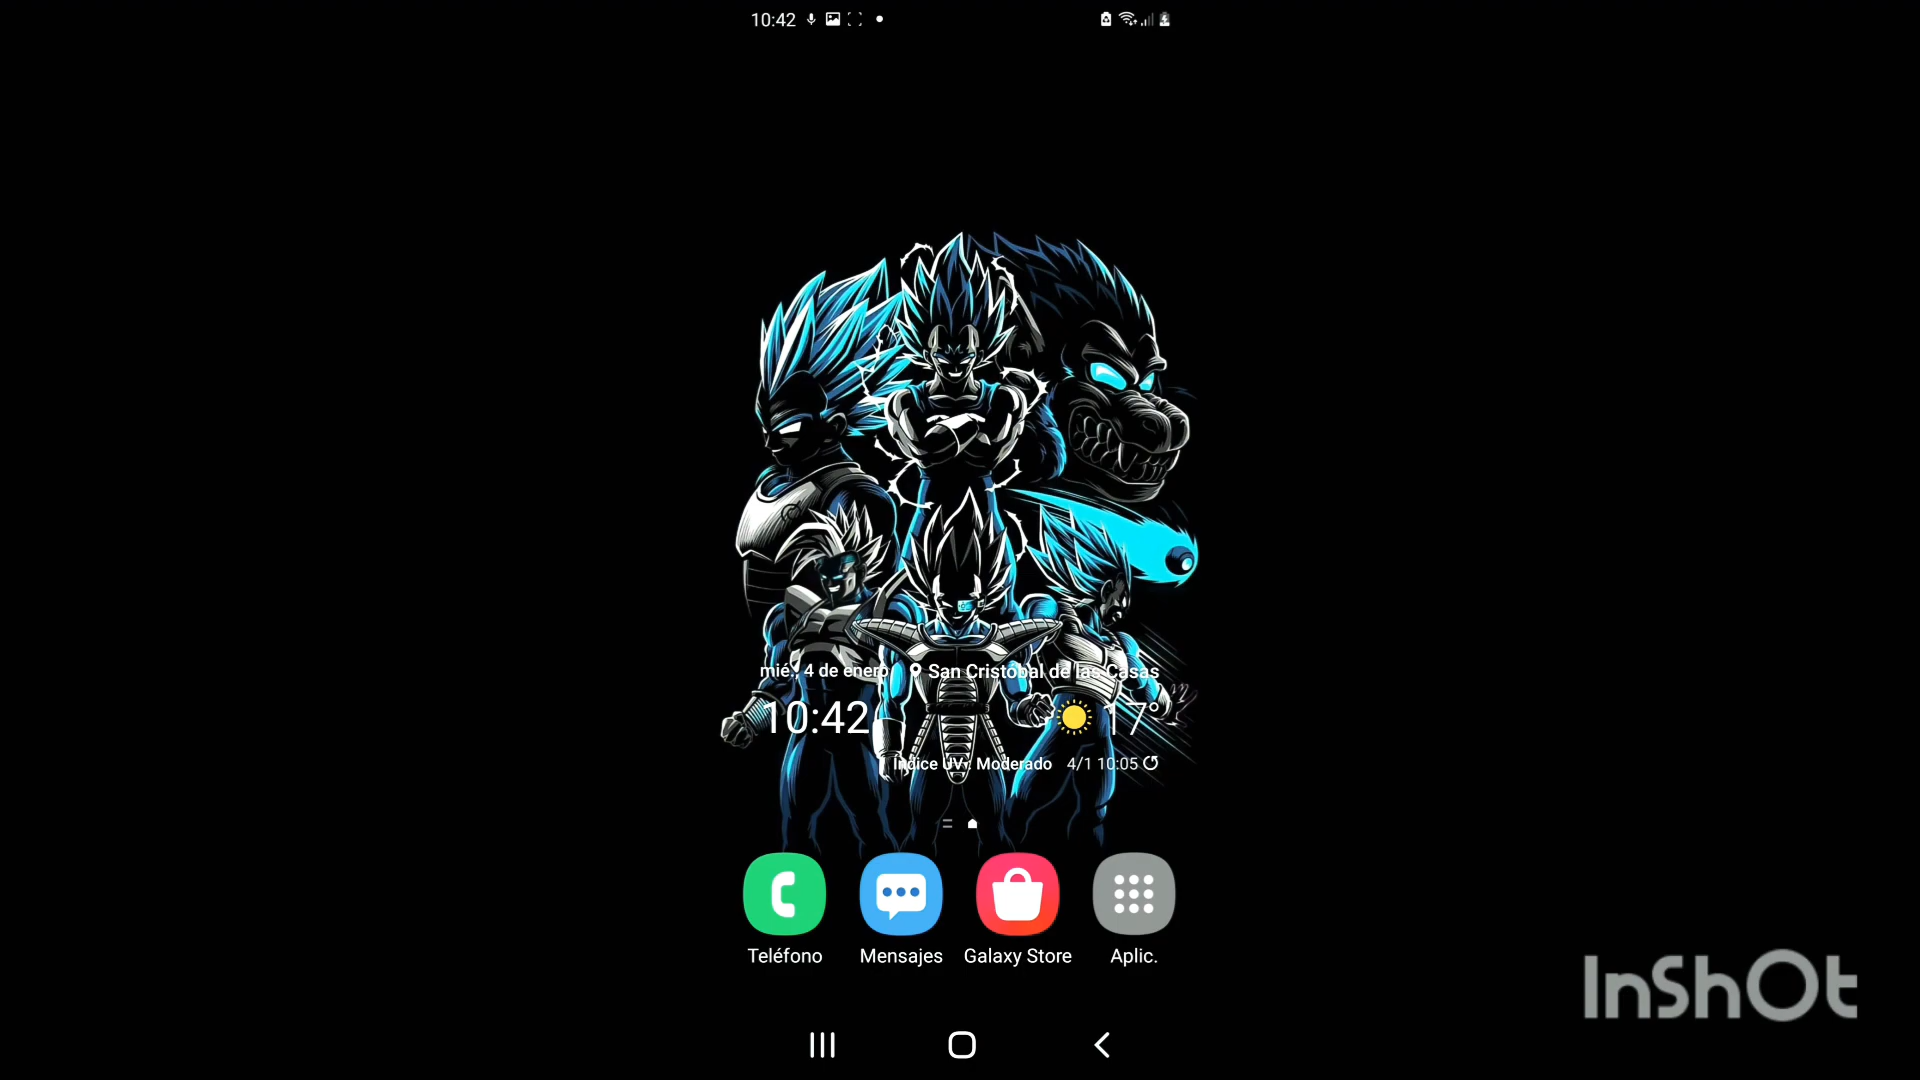 10:42
mié., 4 de enero
San Cristóbal de las Casas
10:42
17°
Índice UV: Moderado 4/1 10:05
Teléfono
Mensajes
Galaxy Store
Aplic.
InShOt